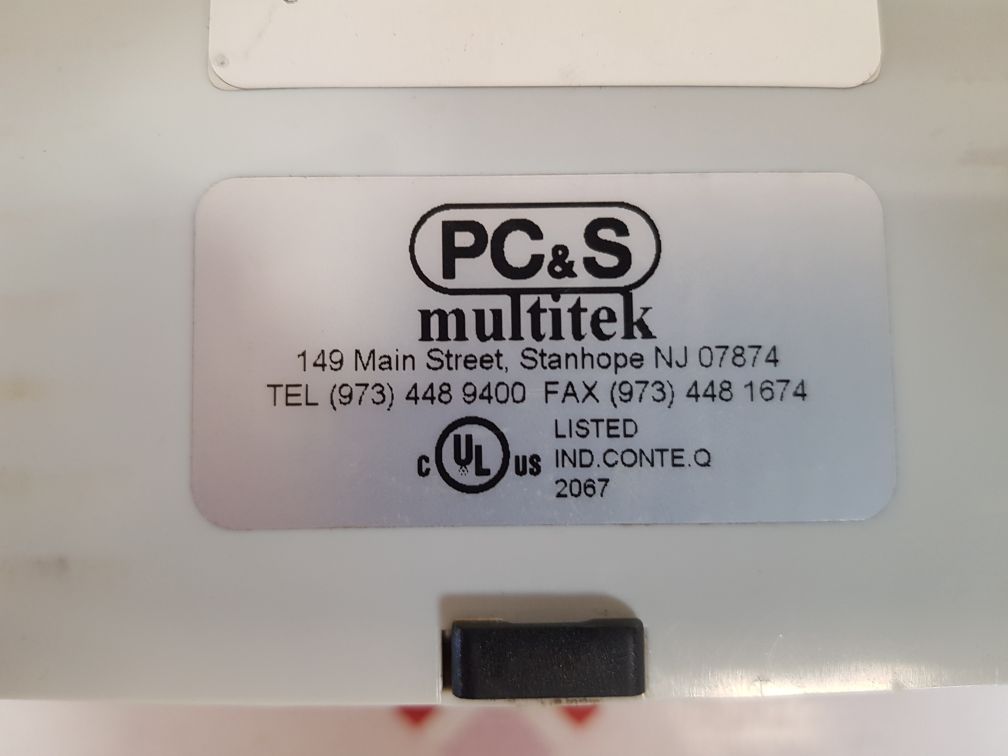 PC&S
multitek
149 Main Street, Stanhope NJ 07874
TEL (973) 448 9400 FAX (973) 448 1674
C UL US LISTED
IND.CONTE.Q
2067